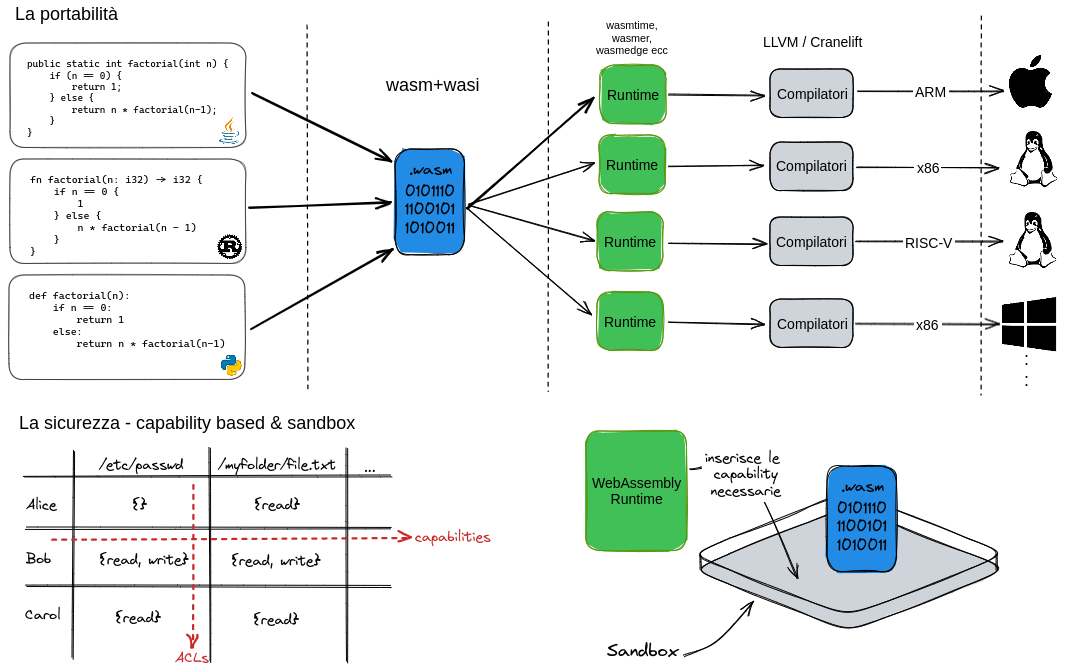 La portabilità
public static int factorial(int n) {
    if (n == 0) {
        return 1;
    } else {
        return n * factorial(n-1);
    }
}
fn factorial(n: i32) -> i32 {
    if n == 0 {
        1
    } else {
        n * factorial(n - 1)
    }
}
def factorial(n):
    if n == 0:
        return 1
    else:
        return n * factorial(n-1)
wasm+wasi
.wasm
0101110
1100101
1010011
wasmtime,
wasmer,
wasmedge ecc
LLVM / Cranelift
Runtime
Compilatori
ARM
Runtime
Compilatori
x86
Runtime
Compilatori
RISC-V
Runtime
Compilatori
x86
La sicurezza - capability based & sandbox
/etc/passwd
/myfolder/file.txt
...
Alice
{}
{read}
capabilities
Bob
{read, write}
{read, write}
Carol
{read}
{read}
ACLs
WebAssembly
Runtime
inserisce le
capability
necessarie
.wasm
0101110
1100101
1010011
Sandbox